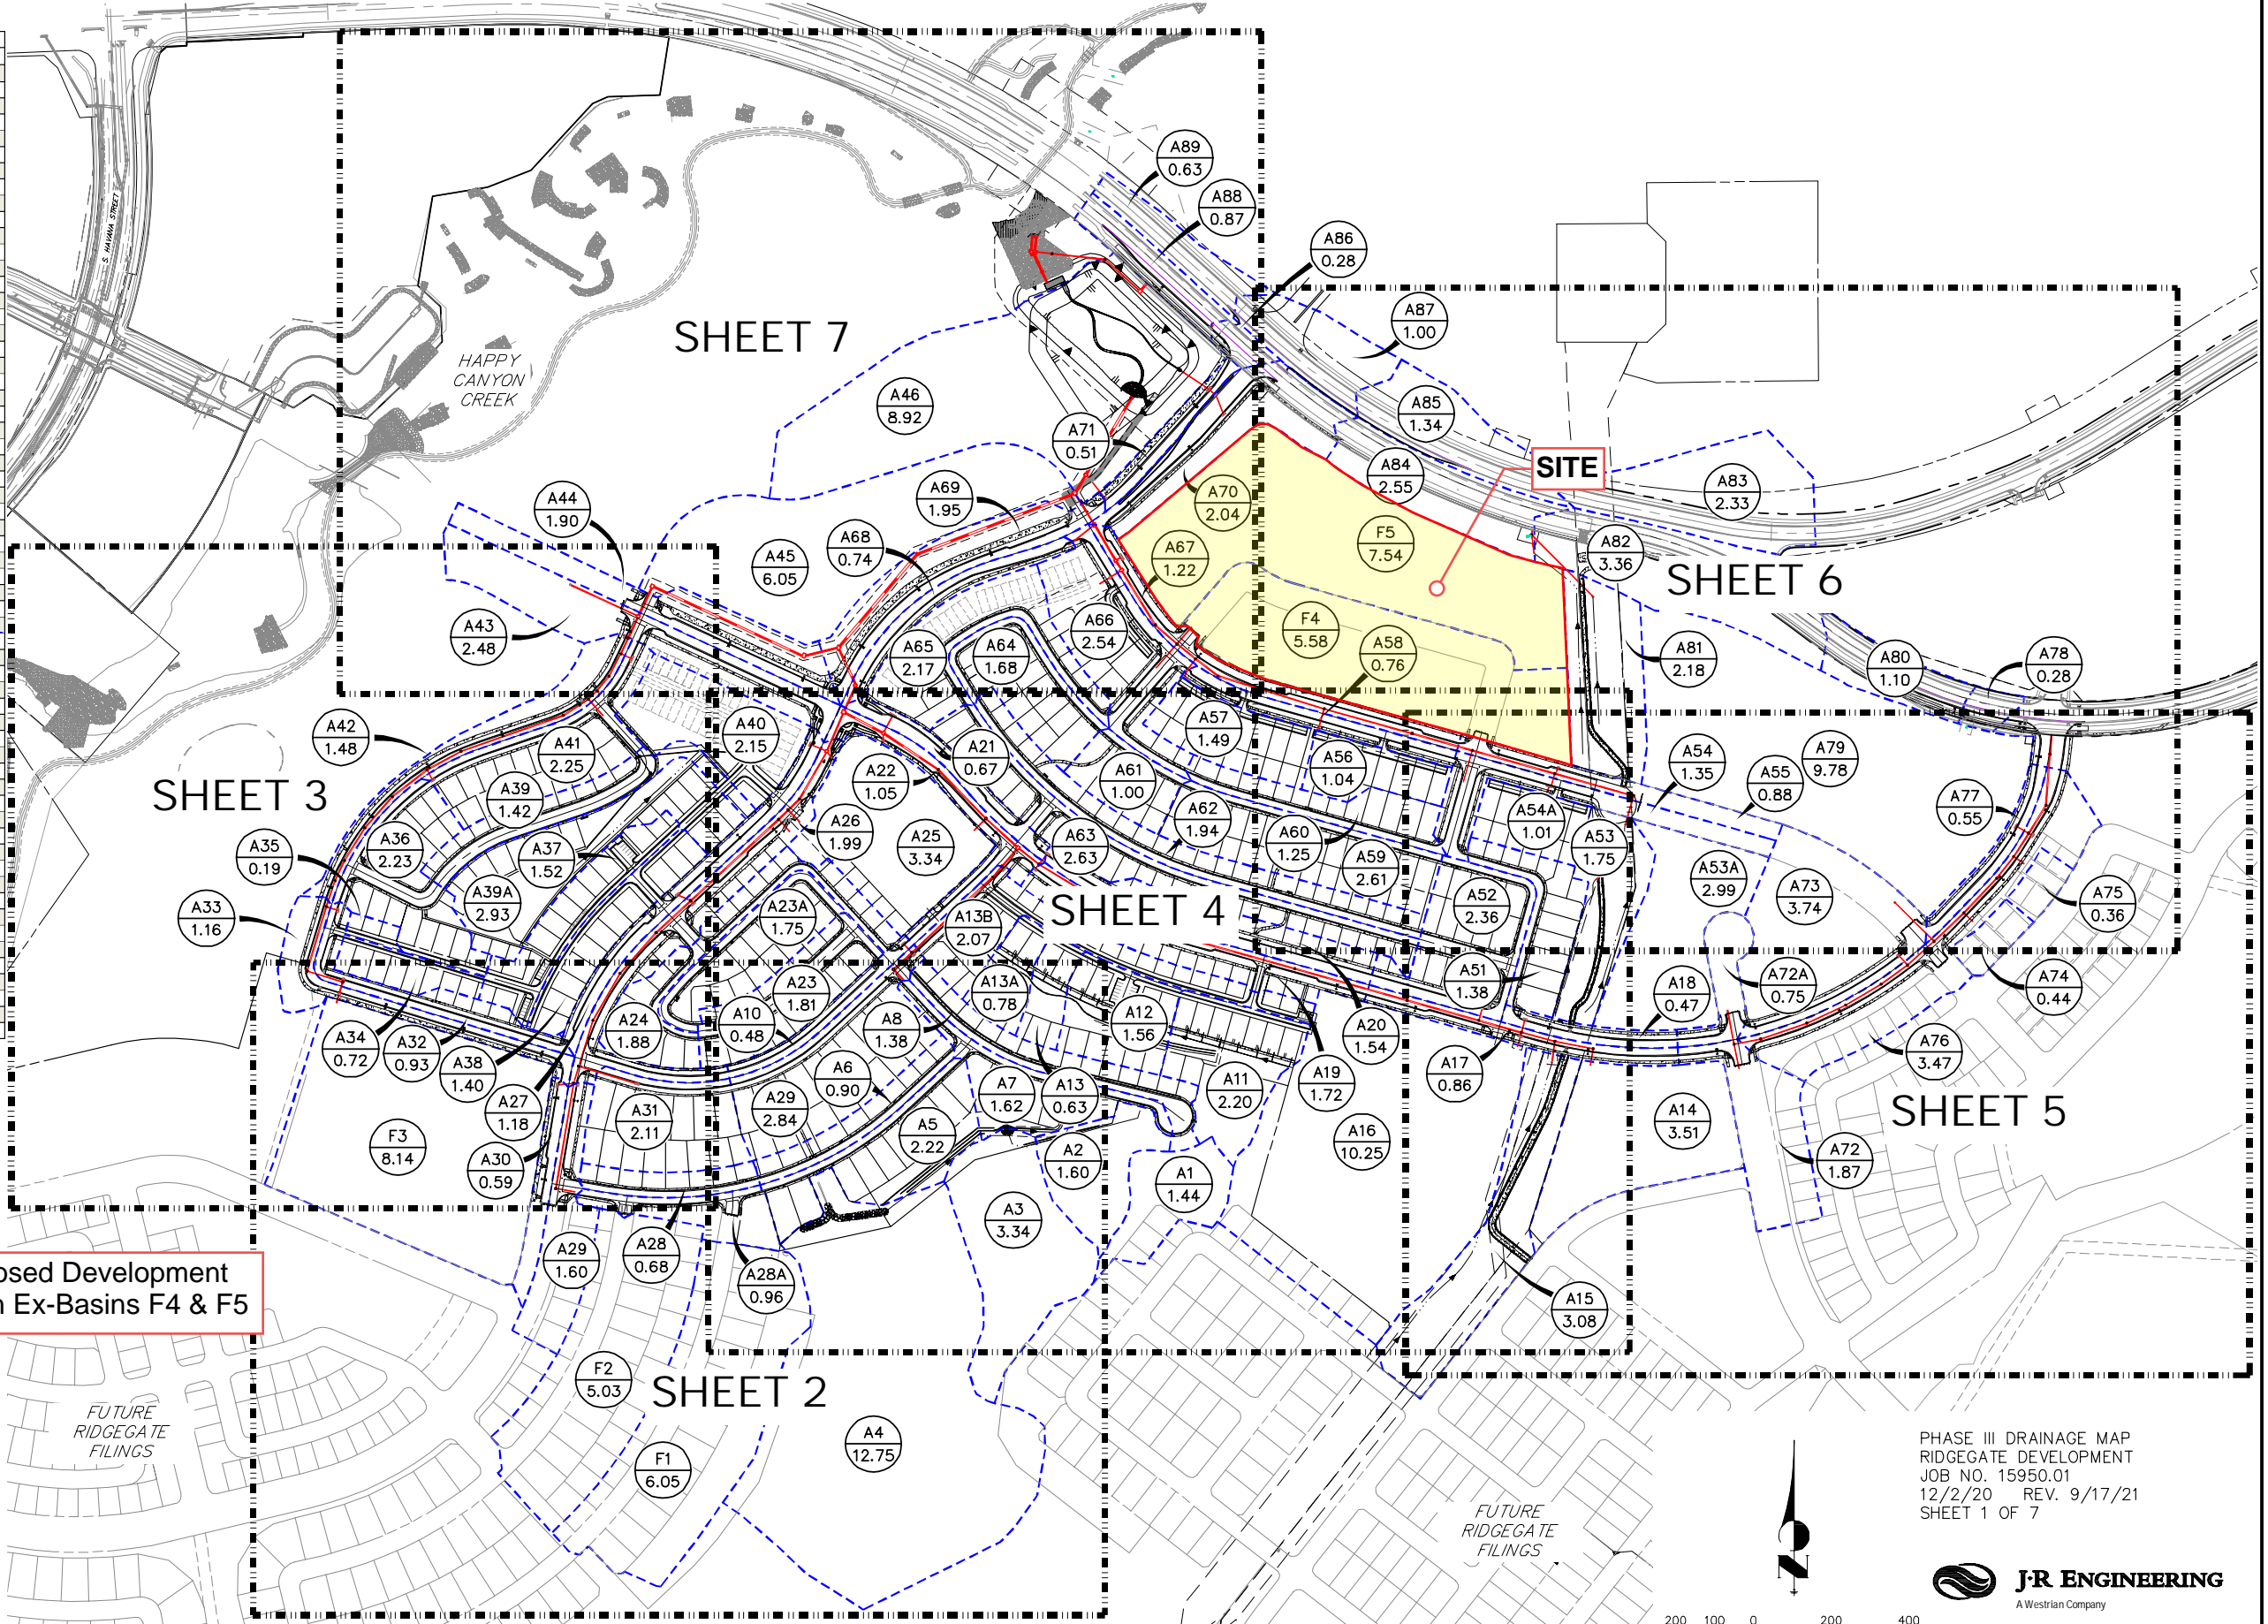 S. HAVANA STREET
HAPPY
CANYON
CREEK
SHEET 7
A89
0.63
A88
0.87
A86
0.28
A87
1.00
A46
8.92
A85
1.34
A71
0.51
A84
2.55
SITE
A83
2.33
A44
1.90
A69
1.95
A70
2.04
F5
7.54
A68
0.74
A45
6.05
A67
1.22
A82
3.36
SHEET 6
A43
2.48
A65
2.17
A64
1.68
A66
2.54
F4
5.58
A58
0.76
A81
2.18
A80
1.10
A78
0.28
A42
1.48
A41
2.25
A40
2.15
A22
1.05
A21
0.67
A57
1.49
A56
1.04
A54
1.35
A55
0.88
A79
9.78
SHEET 3
A39
1.42
A61
1.00
A62
1.94
A54A
1.01
A77
0.55
A35
0.19
A36
2.23
A37
1.52
A26
1.99
A25
3.34
A63
2.63
A60
1.25
A59
2.61
A53
1.75
A53A
2.99
A73
3.74
A33
1.16
A39A
2.93
A23A
1.75
A13B
2.07
SHEET 4
A52
2.36
A75
0.36
A34
0.72
A32
0.93
A38
1.40
A24
1.88
A10
0.48
A23
1.81
A8
1.38
A13A
0.78
A12
1.56
A51
1.38
A18
0.47
A72A
0.75
A74
0.44
A20
1.54
A27
1.18
A31
2.11
A29
2.84
A6
0.90
A7
1.62
A13
0.63
A11
2.20
A19
1.72
A17
0.86
A76
3.47
SHEET 5
F3
8.14
A30
0.59
A5
2.22
A2
1.60
A1
1.44
A16
10.25
A14
3.51
A72
1.87
A3
3.34
A29
1.60
A28
0.68
A28A
0.96
A15
3.08
osed Development
n Ex-Basins F4 & F5
F2
5.03
SHEET 2
FUTURE
RIDGEGATE
FILINGS
F1
6.05
A4
12.75
FUTURE
RIDGEGATE
FILINGS
N
PHASE III DRAINAGE MAP
RIDGEGATE DEVELOPMENT
JOB NO. 15950.01
12/2/20 REV. 9/17/21
SHEET 1 OF 7
J·R ENGINEERING
A Westrian Company
200 100 0 200 400